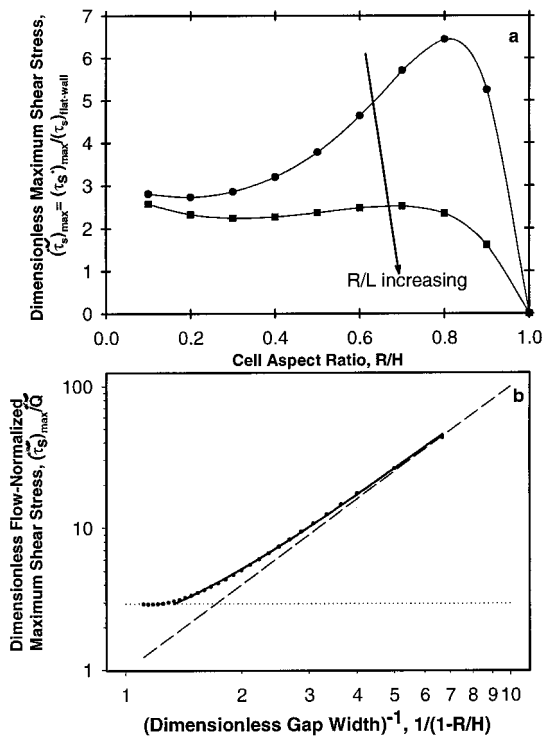 Dimensionless Maximum Shear Stress,
(τ̆s)max = (τs*)max/(τs)flat-wall
7
6
5
4
3
2
1
0
a
R/L increasing
0.0 0.2 0.4 0.6 0.8 1.0
Cell Aspect Ratio, R/H
Dimensionless Flow-Normalized
Maximum Shear Stress, (τ̆s)max/Q̆
100
10
1
b
1 2 3 4 5 6 7 8 9 10
(Dimensionless Gap Width)⁻¹, 1/(1-R/H)